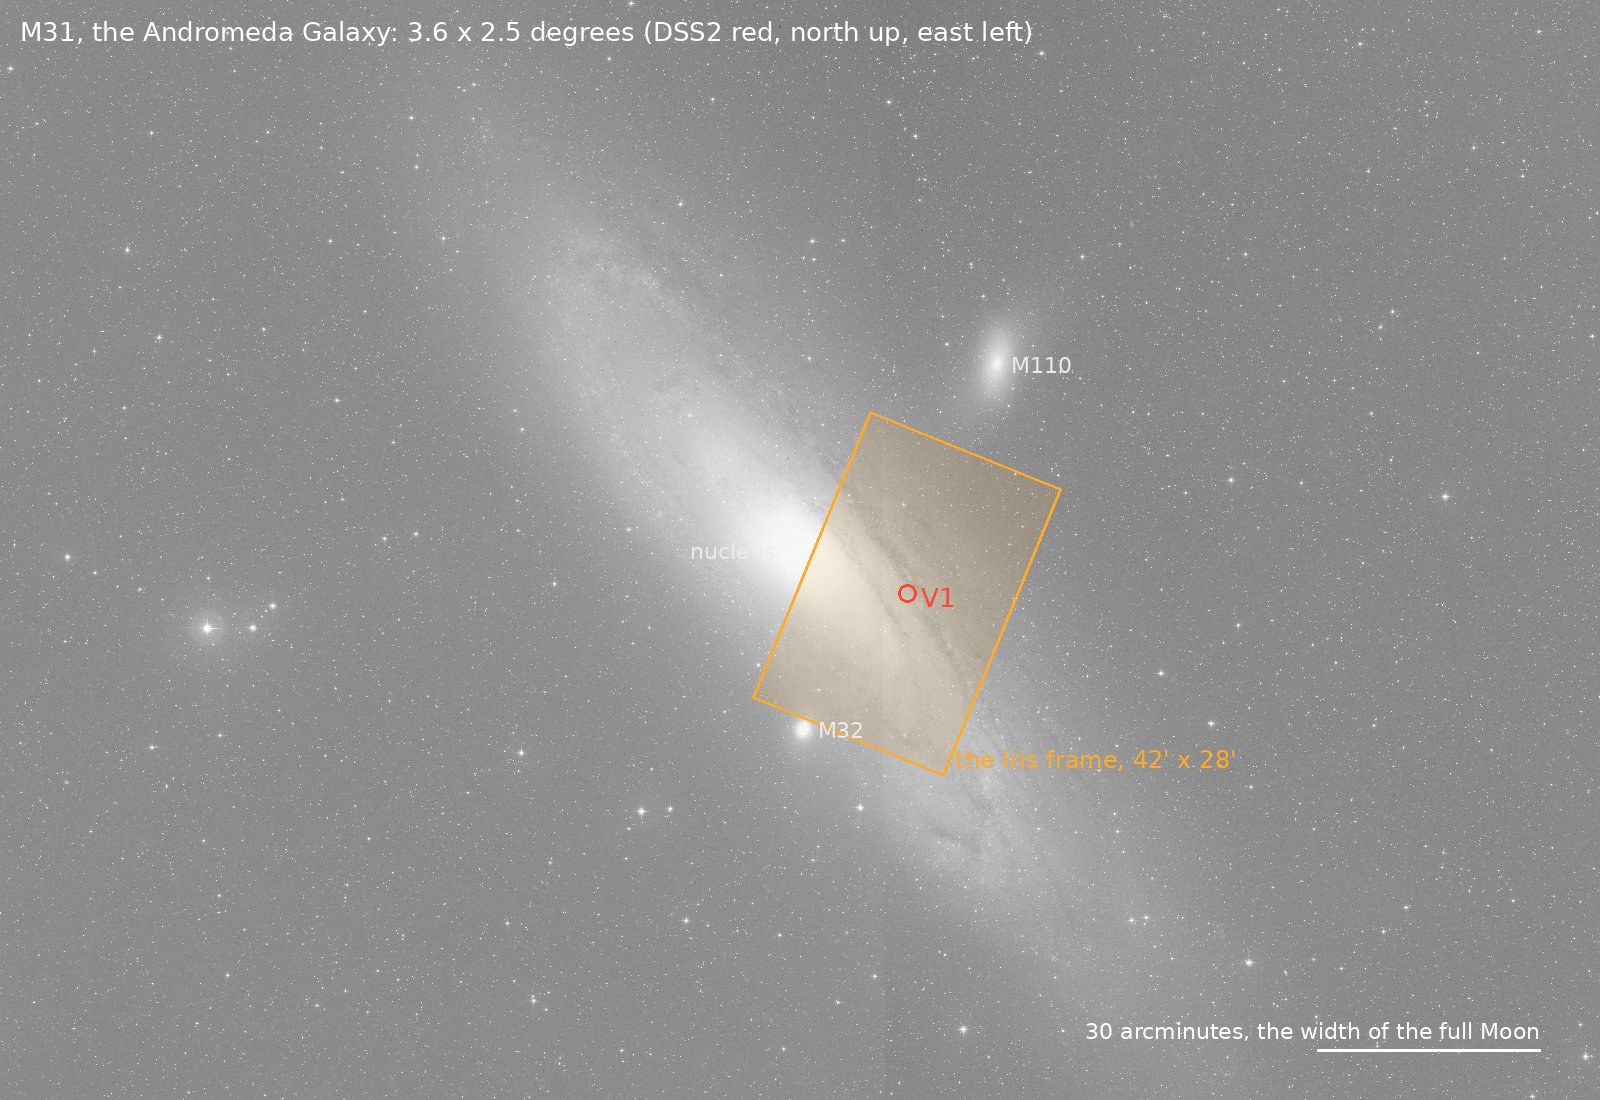 M31, the Andromeda Galaxy: 3.6 x 2.5 degrees (DSS2 red, north up, east left)
M110
nucleus
V1
M32
the Iris frame, 42' x 28'
30 arcminutes, the width of the full Moon